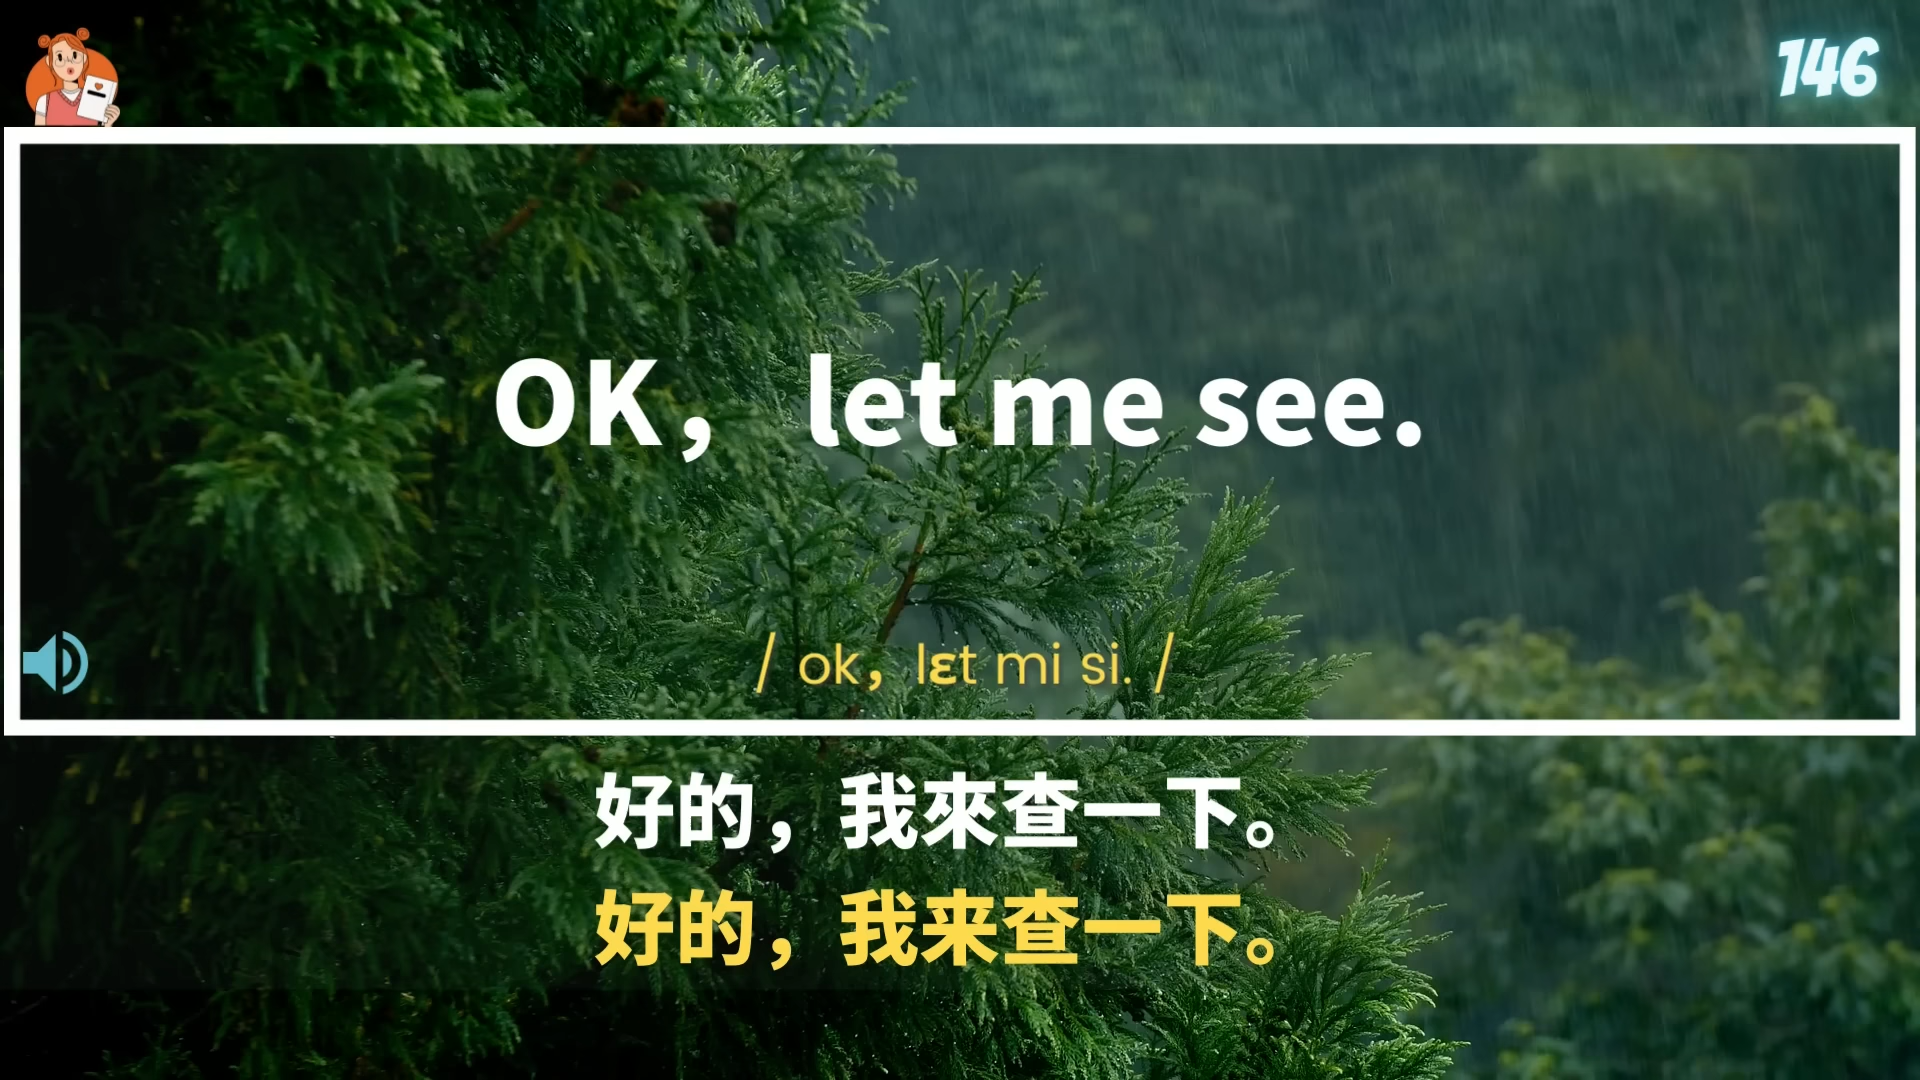 146
OK， let me see.
/ ok，lɛt mi si. /
好的，我來查一下。
好的，我来查一下。